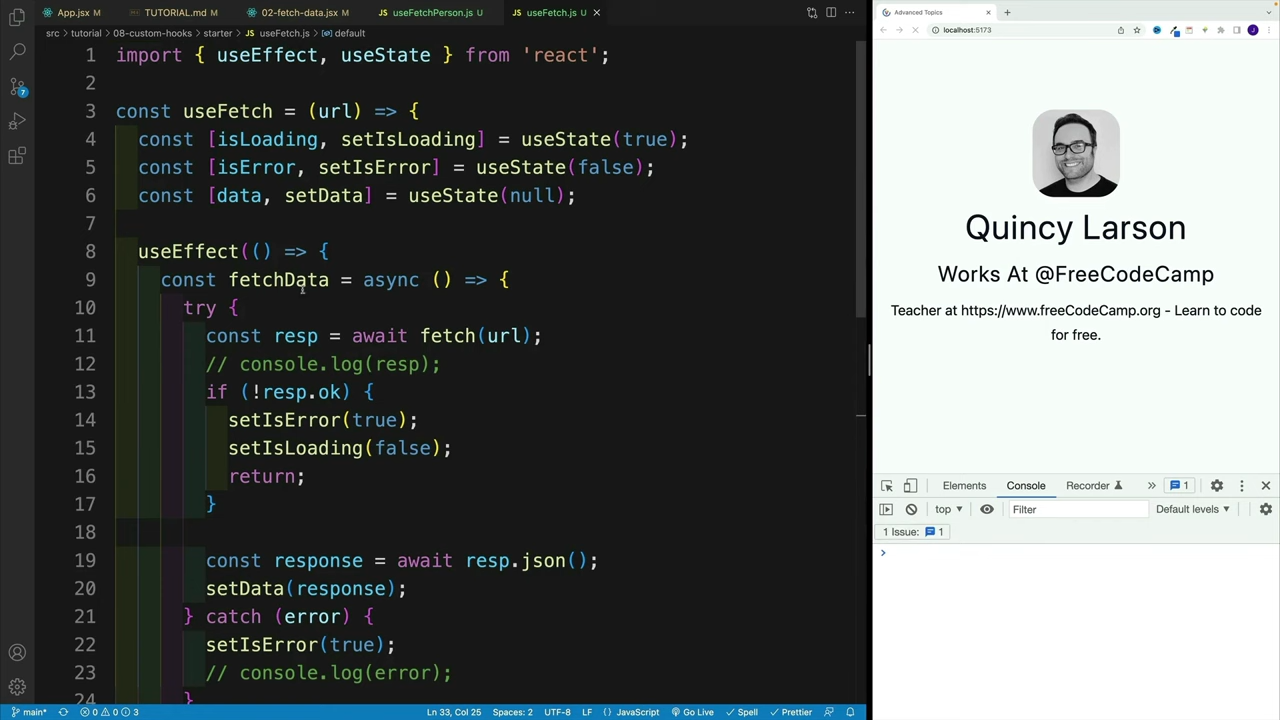 App.jsx U
TUTORIAL.md U
02-fetch-data.jsx U
useFetchPerson.js U
useFetch.js U
src > tutorial > 08-custom-hooks > starter > useFetch.js > default
1 import { useEffect, useState } from 'react';
2
3 const useFetch = (url) => {
4 const [isLoading, setIsLoading] = useState(true);
5 const [isError, setIsError] = useState(false);
6 const [data, setData] = useState(null);
7
8 useEffect(() => {
9 const fetchData = async () => {
10 try {
11 const resp = await fetch(url);
12 // console.log(resp);
13 if (!resp.ok) {
14 setIsError(true);
15 setIsLoading(false);
16 return;
17 }
18
19 const response = await resp.json();
20 setData(response);
21 } catch (error) {
22 setIsError(true);
23 // console.log(error);
24 }
7
main* 0 0 3
Ln 33, Col 25
Spaces: 2
UTF-8
LF
JavaScript
Go Live
Spell
Prettier
Advanced Topics
localhost:5173
J
Quincy Larson
Works At @FreeCodeCamp
Teacher at https://www.freeCodeCamp.org - Learn to code
for free.
Elements Console Recorder 1
top Filter Default levels
1 Issue: 1